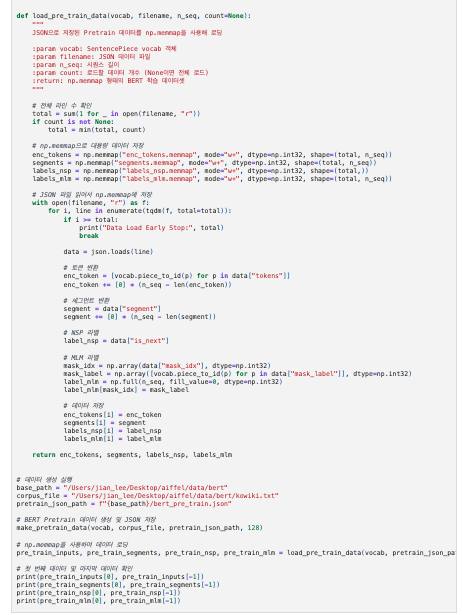 def load_pre_train_data(vocab, filename, n_seq, count=None):
    """
    JSON으로 저장된 Pretrain 데이터를 np.memmap을 사용해 로딩

    :param vocab: SentencePiece vocab 객체
    :param filename: JSON 데이터 파일
    :param n_seq: 시퀀스 길이
    :param count: 로드할 데이터 개수 (None이면 전체 로드)
    :return: np.memmap 형태의 BERT 학습 데이터셋
    """

    # 전체 라인 수 확인
    total = sum(1 for _ in open(filename, "r"))
    if count is not None:
        total = min(total, count)

    # np.memmap으로 대용량 데이터 저장
    enc_tokens = np.memmap("enc_tokens.memmap", mode="w+", dtype=np.int32, shape=(total, n_seq))
    segments = np.memmap("segments.memmap", mode="w+", dtype=np.int32, shape=(total, n_seq))
    labels_nsp = np.memmap("labels_nsp.memmap", mode="w+", dtype=np.int32, shape=(total,))
    labels_mlm = np.memmap("labels_mlm.memmap", mode="w+", dtype=np.int32, shape=(total, n_seq))

    # JSON 파일 읽어서 np.memmap에 저장
    with open(filename, "r") as f:
        for i, line in enumerate(tqdm(f, total=total)):
            if i >= total:
                print("Data Load Early Stop:", total)
                break

            data = json.loads(line)

            # 토큰 변환
            enc_token = [vocab.piece_to_id(p) for p in data["tokens"]]
            enc_token += [0] * (n_seq - len(enc_token))

            # 세그먼트 변환
            segment = data["segment"]
            segment += [0] * (n_seq - len(segment))

            # NSP 라벨
            label_nsp = data["is_next"]

            # MLM 라벨
            mask_idx = np.array(data["mask_idx"], dtype=np.int32)
            mask_label = np.array([vocab.piece_to_id(p) for p in data["mask_label"]], dtype=np.int32)
            label_mlm = np.full(n_seq, fill_value=0, dtype=np.int32)
            label_mlm[mask_idx] = mask_label

            # 데이터 저장
            enc_tokens[i] = enc_token
            segments[i] = segment
            labels_nsp[i] = label_nsp
            labels_mlm[i] = label_mlm

    return enc_tokens, segments, labels_nsp, labels_mlm


# 데이터 생성 실행
base_path = "/Users/jian_lee/Desktop/aiffel/data/bert"
corpus_file = "/Users/jian_lee/Desktop/aiffel/data/bert/kowiki.txt"
pretrain_json_path = f"{base_path}/bert_pre_train.json"

# BERT Pretrain 데이터 생성 및 JSON 저장
make_pretrain_data(vocab, corpus_file, pretrain_json_path, 128)

# np.memmap을 사용하여 데이터 로딩
pre_train_inputs, pre_train_segments, pre_train_nsp, pre_train_mlm = load_pre_train_data(vocab, pretrain_json_pa

# 첫 번째 데이터 및 마지막 데이터 확인
print(pre_train_inputs[0], pre_train_inputs[-1])
print(pre_train_segments[0], pre_train_segments[-1])
print(pre_train_nsp[0], pre_train_nsp[-1])
print(pre_train_mlm[0], pre_train_mlm[-1])